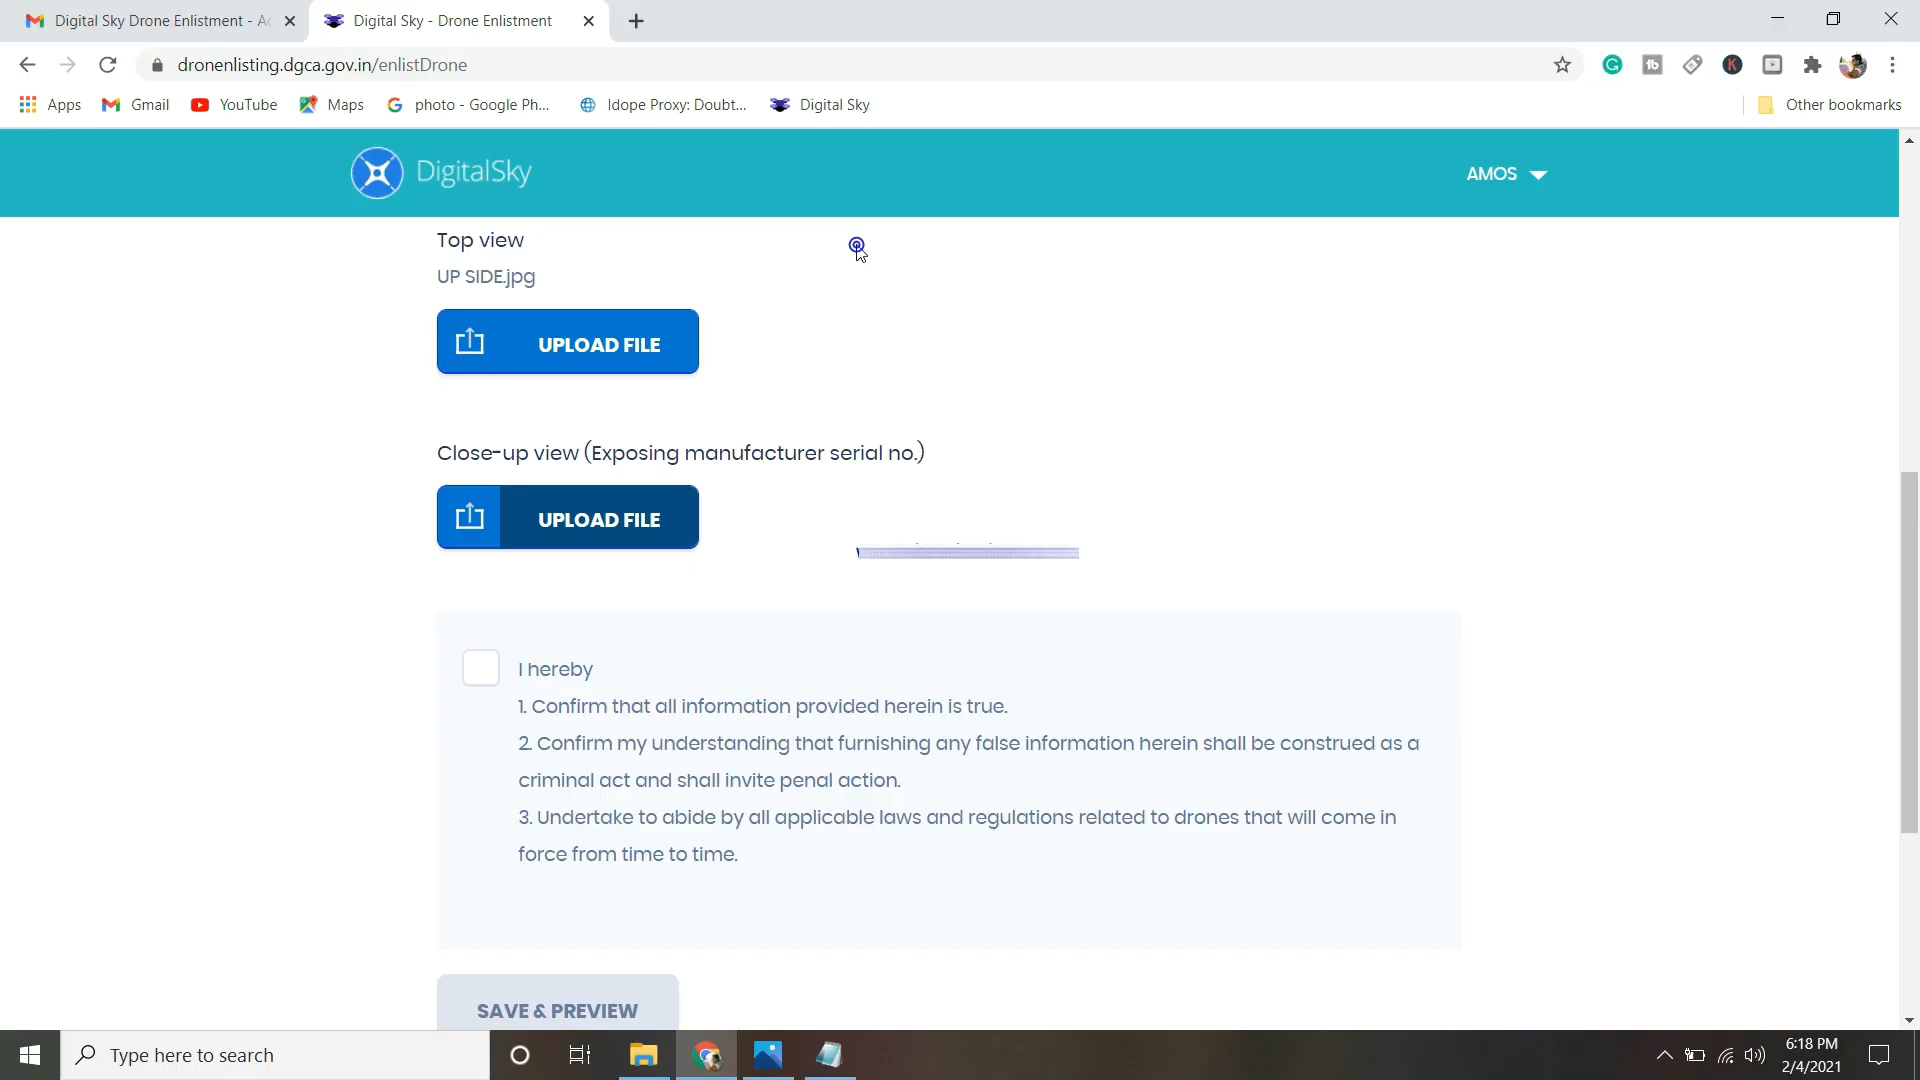 Digital Sky Drone Enlistment - Ac
Digital Sky - Drone Enlistment
dronenlisting.dgca.gov.in/enlistDrone
Apps
Gmail
YouTube
Maps
photo - Google Ph...
Idope Proxy: Doubt...
Digital Sky
Other bookmarks
DigitalSky
AMOS
Top view
UP SIDE.jpg
UPLOAD FILE
Close-up view (Exposing manufacturer serial no.)
UPLOAD FILE
I hereby
1. Confirm that all information provided herein is true.
2. Confirm my understanding that furnishing any false information herein shall be construed as a
criminal act and shall invite penal action.
3. Undertake to abide by all applicable laws and regulations related to drones that will come in
force from time to time.
SAVE & PREVIEW
Type here to search
6:18 PM
2/4/2021